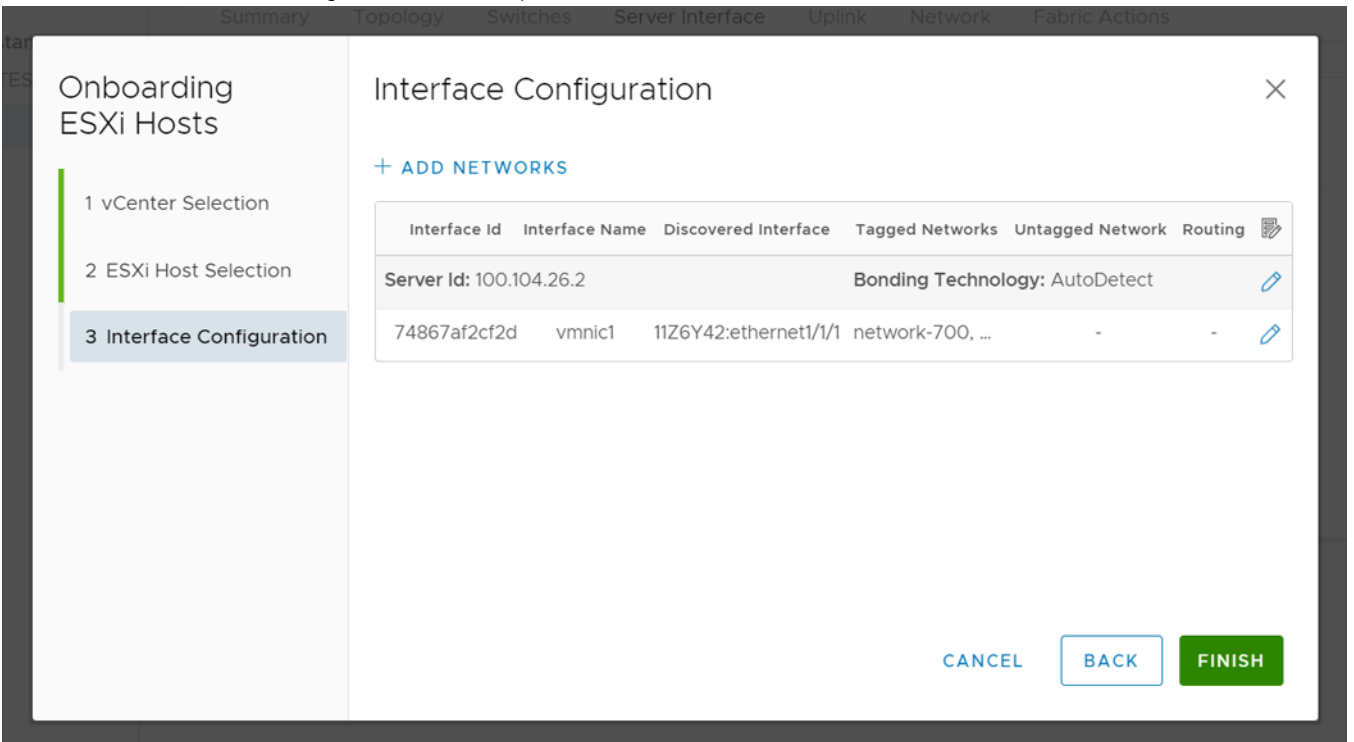 Summary Topology Switches Server Interface Uplink Network Fabric Actions
Onboarding
ESXi Hosts
1 vCenter Selection
2 ESXi Host Selection
3 Interface Configuration
Interface Configuration
+ ADD NETWORKS
Interface Id Interface Name Discovered Interface Tagged Networks Untagged Network Routing
Server Id: 100.104.26.2 Bonding Technology: AutoDetect
74867af2cf2d vmnic1 11Z6Y42:ethernet1/1/1 network-700, ... - -
CANCEL BACK FINISH